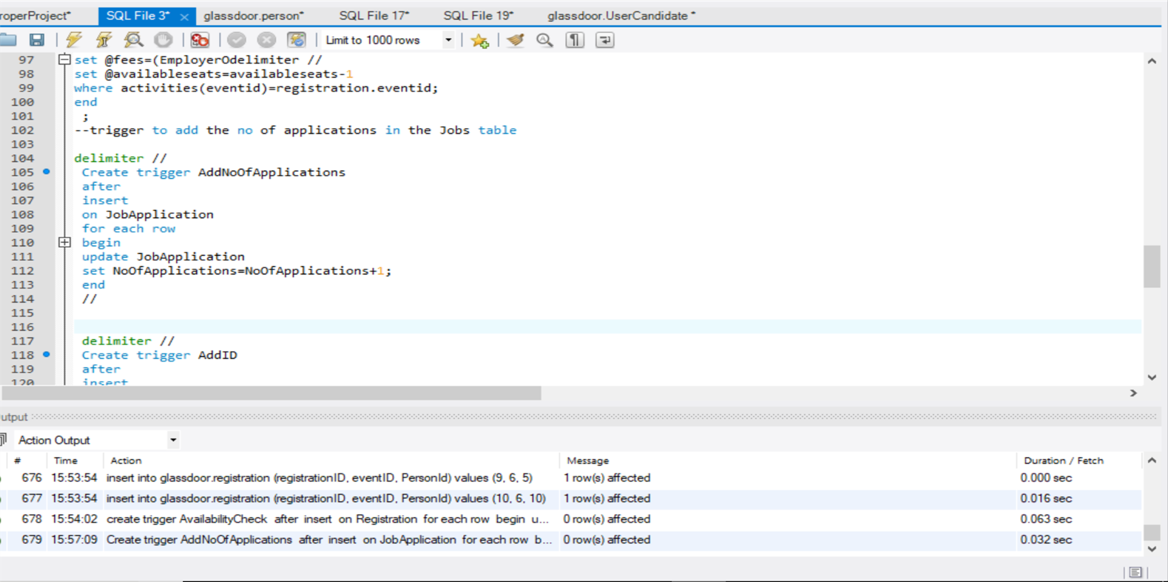 roperProject*
SQL File 3*
glassdoor.person*
SQL File 17*
SQL File 19*
glassdoor.UserCandidate *
Limit to 1000 rows
97 set @fees=(EmployerOdelimiter //
98 set @availableseats=availableseats-1
99 where activities(eventid)=registration.eventid;
100 end
101 ;
102 --trigger to add the no of applications in the Jobs table
103
104 delimiter //
105 Create trigger AddNoOfApplications
106 after
107 insert
108 on JobApplication
109 for each row
110 begin
111 update JobApplication
112 set NoOfApplications=NoOfApplications+1;
113 end
114 //
115
116
117 delimiter //
118 Create trigger AddID
119 after
120 insert
utput
Action Output
# Time Action Message Duration / Fetch
676 15:53:54 insert into glassdoor.registration (registrationID, eventID, PersonId) values (9, 6, 5) 1 row(s) affected 0.000 sec
677 15:53:54 insert into glassdoor.registration (registrationID, eventID, PersonId) values (10, 6, 10) 1 row(s) affected 0.016 sec
678 15:54:02 create trigger AvailabilityCheck after insert on Registration for each row begin u... 0 row(s) affected 0.063 sec
679 15:57:09 Create trigger AddNoOfApplications after insert on JobApplication for each row b... 0 row(s) affected 0.032 sec